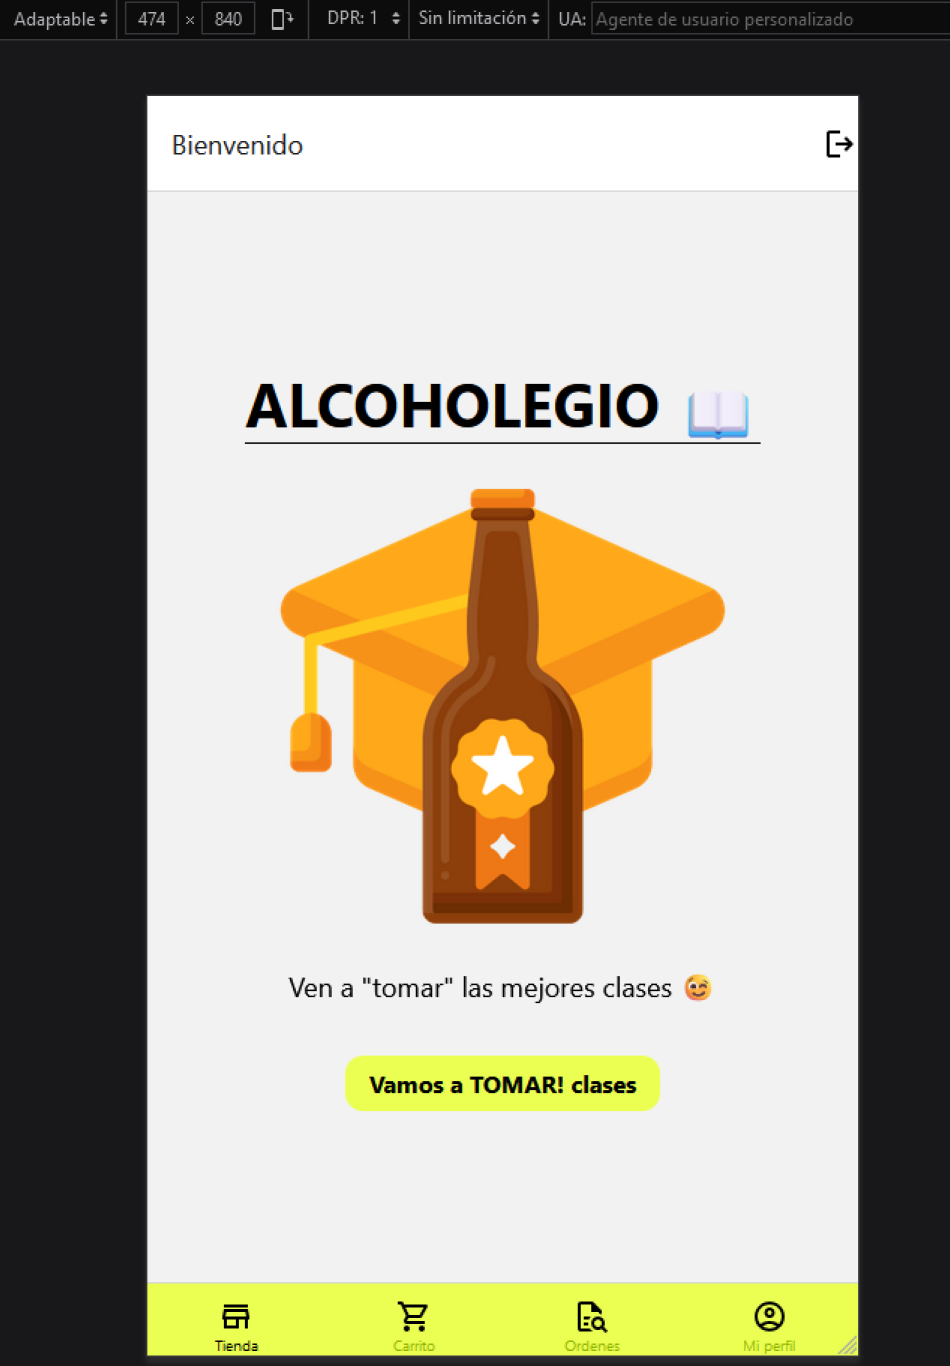 Adaptable 474 × 840 DPR: 1 Sin limitación UA: Agente de usuario personalizado
Bienvenido
ALCOHOLEGIO 📖
Ven a "tomar" las mejores clases 😉
Vamos a TOMAR! clases
Tienda Carrito Ordenes Mi perfil